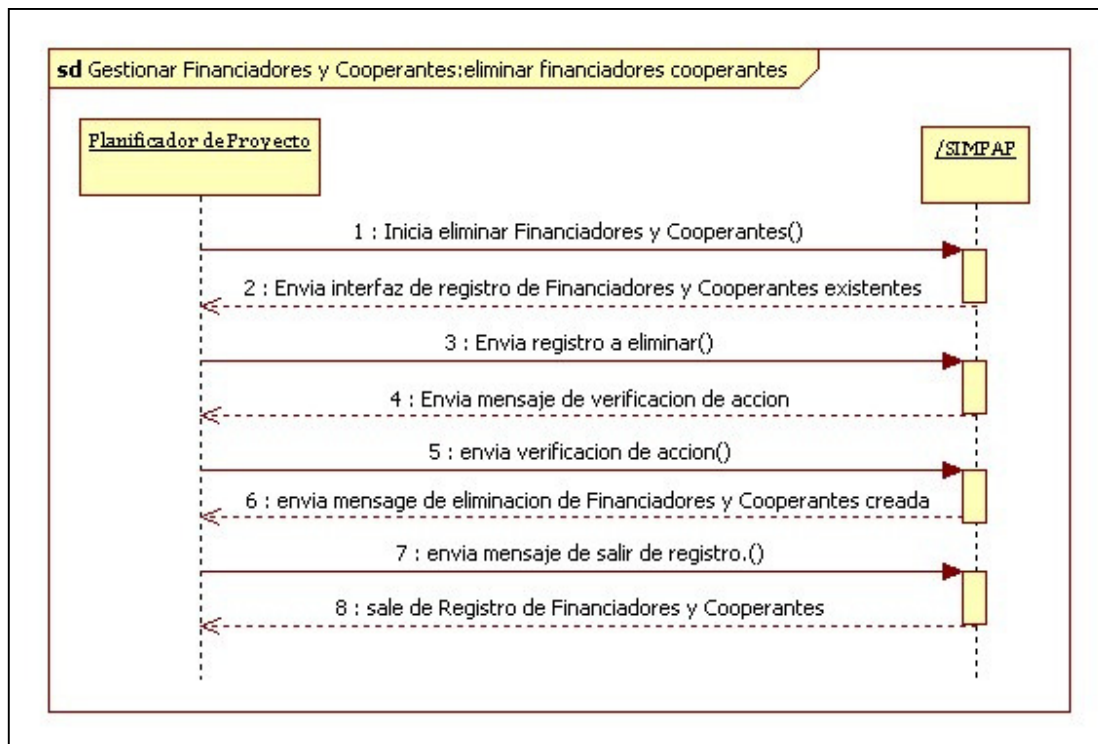 sd Gestionar Financiadores y Cooperantes:eliminar financiadores cooperantes
Planificador de Proyecto
/SIMPAP
1 : Inicia eliminar Financiadores y Cooperantes()
2 : Envia interfaz de registro de Financiadores y Cooperantes existentes
3 : Envia registro a eliminar()
4 : Envia mensaje de verificacion de accion
5 : envia verificacion de accion()
6 : envia mensage de eliminacion de Financiadores y Cooperantes creada
7 : envia mensaje de salir de registro.()
8 : sale de Registro de Financiadores y Cooperantes